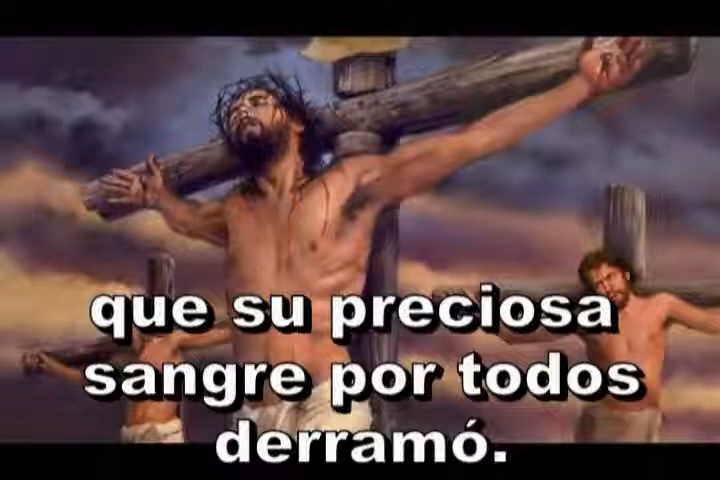 que su preciosa
sangre por todos
derramó.